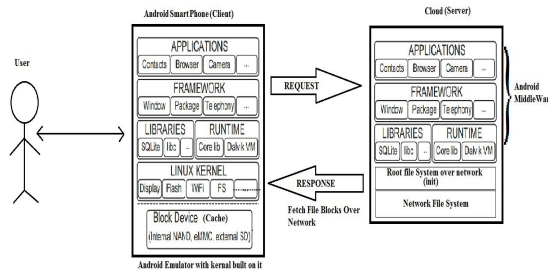 Android SmartPhone (Client)
Cloud (Server)
User
APPLICATIONS
Contacts Browser Camera ...
FRAMEWORK
Window Package Telephony ...
LIBRARIES RUNTIME
SQLite libc ... Core lib Dalvik VM
LINUX KERNEL
Display Flash WiFi FS ........
Block Device (Cache)
(Internal NAND, eMMC, external SD)
Android Emulator with kernal built on it
REQUEST
RESPONSE
Fetch File Blocks Over
Network
APPLICATIONS
Contacts Browser Camera ...
FRAMEWORK
Window Package Telephony ...
LIBRARIES RUNTIME
SQLite libc ... Core lib Dalvik VM
Root file System over network
(init)
Network File System
Android
MiddleWar